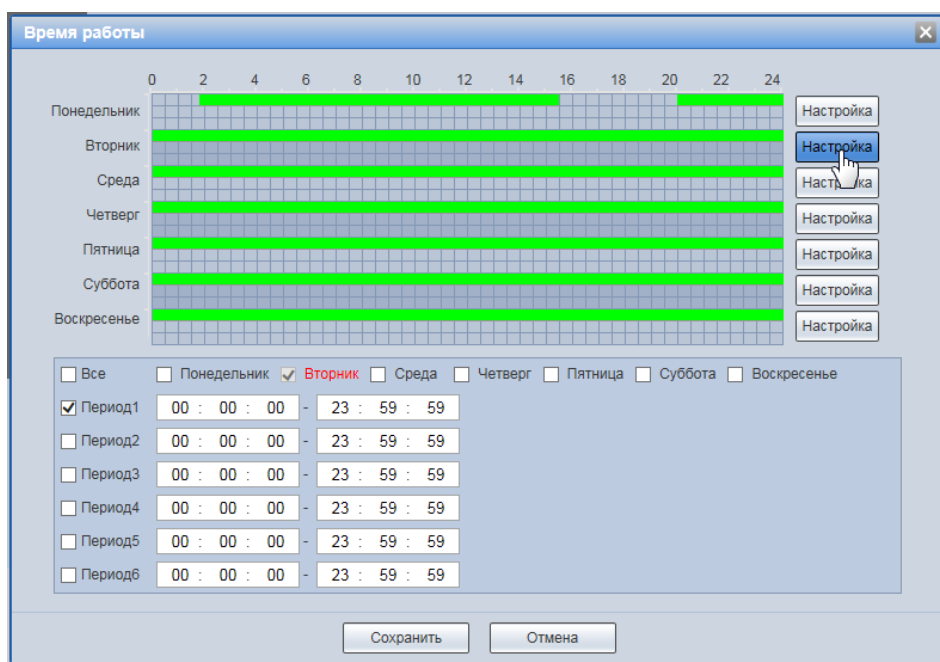 Время работы
0 2 4 6 8 10 12 14 16 18 20 22 24
Понедельник Настройка
Вторник Настройка
Среда Настройка
Четверг Настройка
Пятница Настройка
Суббота Настройка
Воскресенье Настройка
Все Понедельник Вторник Среда Четверг Пятница Суббота Воскресенье
Период1 00 : 00 : 00 - 23 : 59 : 59
Период2 00 : 00 : 00 - 23 : 59 : 59
Период3 00 : 00 : 00 - 23 : 59 : 59
Период4 00 : 00 : 00 - 23 : 59 : 59
Период5 00 : 00 : 00 - 23 : 59 : 59
Период6 00 : 00 : 00 - 23 : 59 : 59
Сохранить Отмена